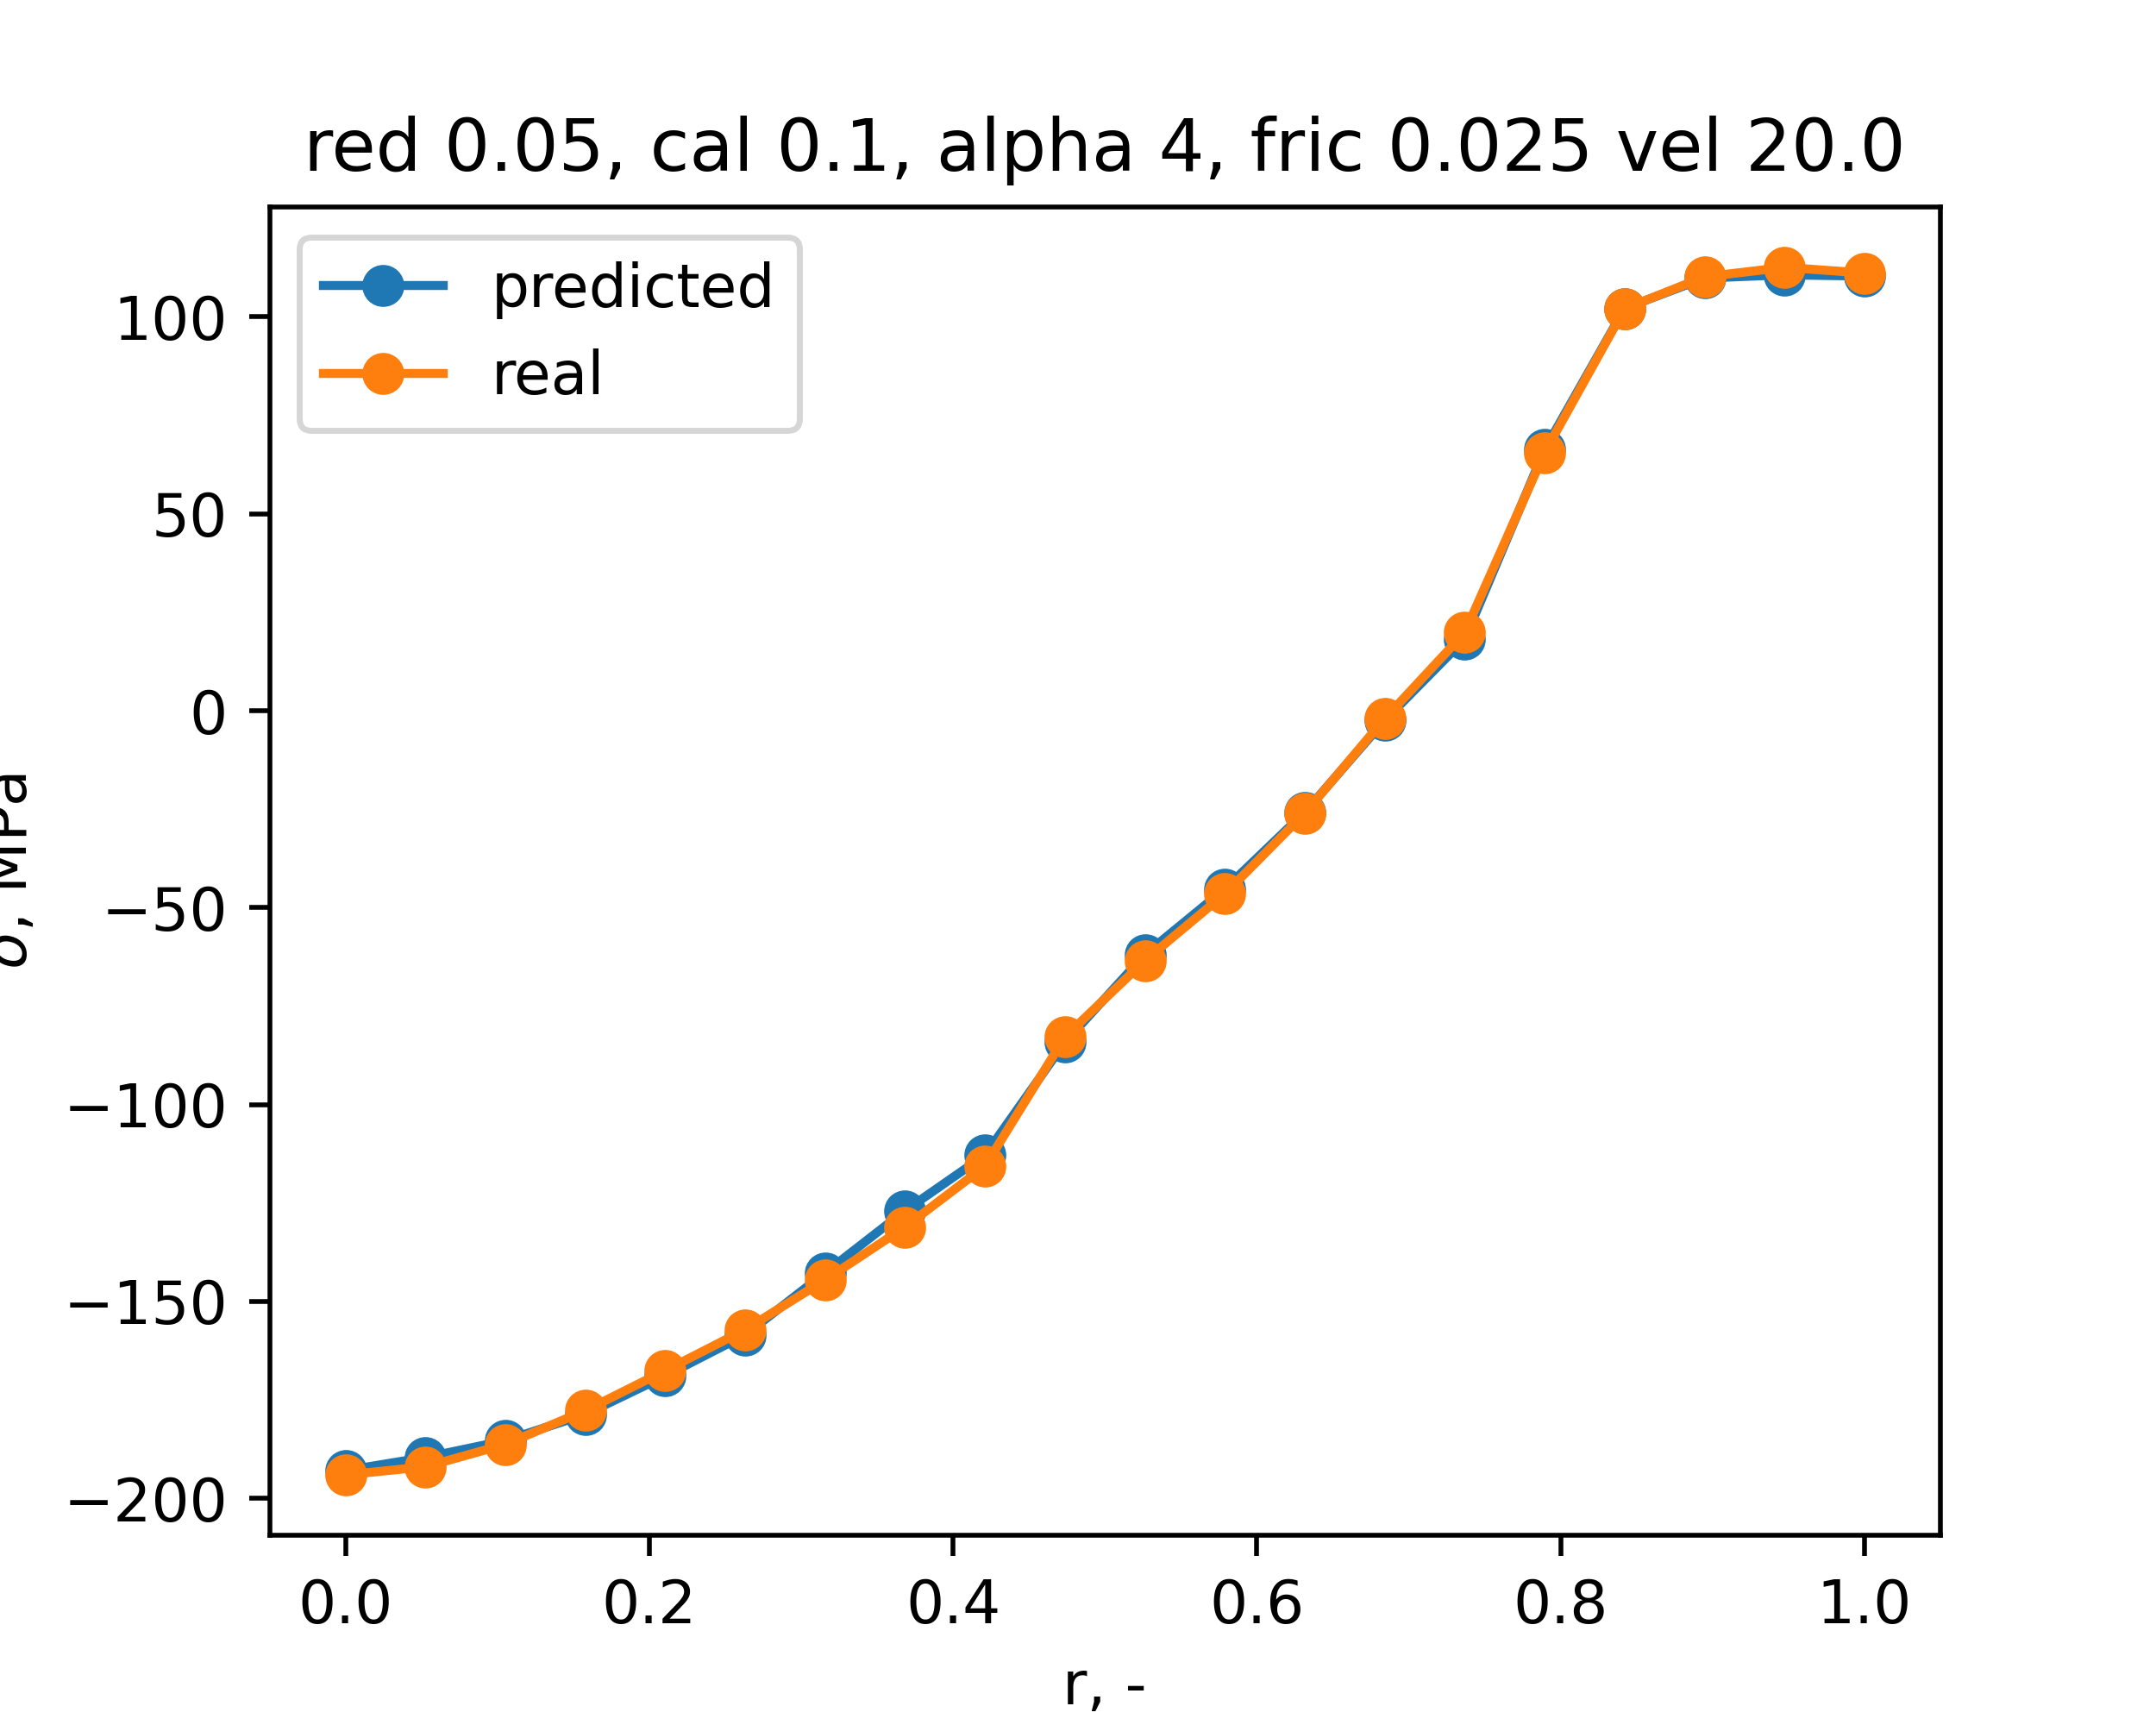 red 0.05, cal 0.1, alpha 4, fric 0.025 vel 20.0
predicted
real
100
50
0
−50
−100
−150
−200
σ, MPa
0.0 0.2 0.4 0.6 0.8 1.0
r, -